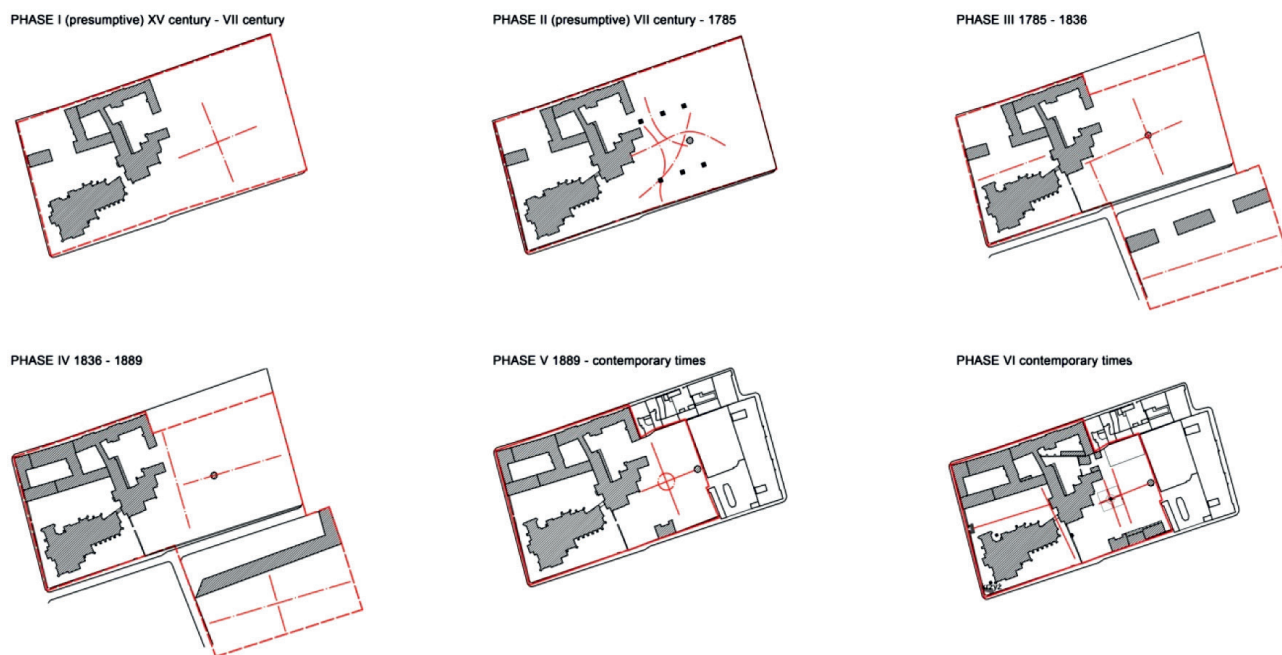 PHASE I (presumptive) XV century - VII century
PHASE II (presumptive) VII century - 1785
PHASE III 1785 - 1836
PHASE IV 1836 - 1889
PHASE V 1889 - contemporary times
PHASE VI contemporary times